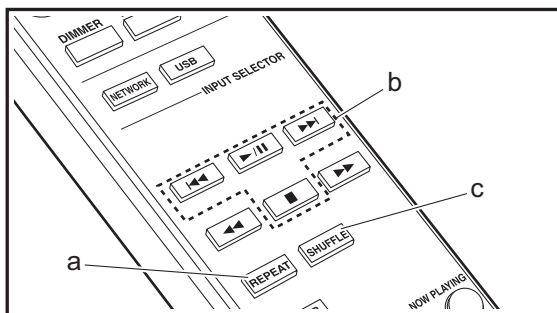 DIMMER
NETWORK
USB
INPUT SELECTOR
b
c
a
REPEAT
SHUFFLE
NOW PLAYING